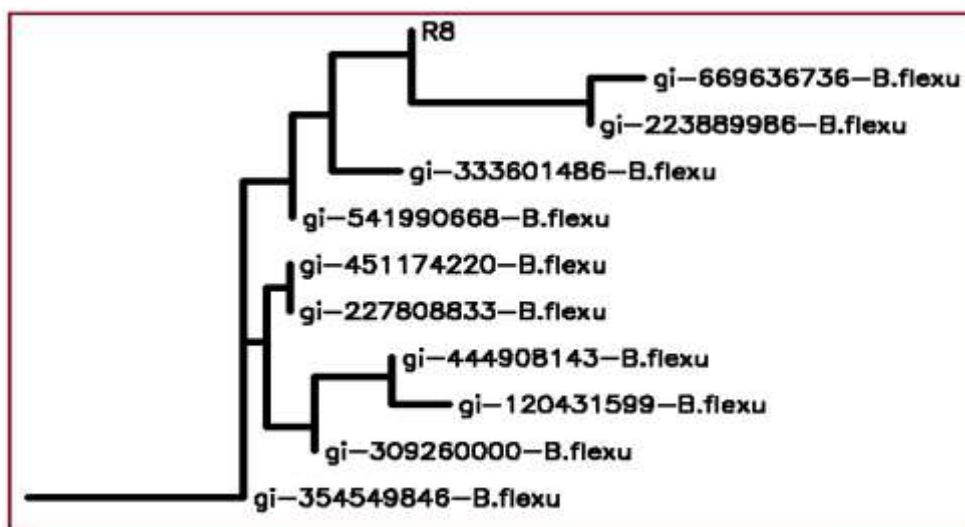 R8
gi-669636736-B.flexu
gi-223889986-B.flexu
gi-333601486-B.flexu
gi-541990668-B.flexu
gi-451174220-B.flexu
gi-227808833-B.flexu
gi-444908143-B.flexu
gi-120431599-B.flexu
gi-309260000-B.flexu
gi-354549846-B.flexu